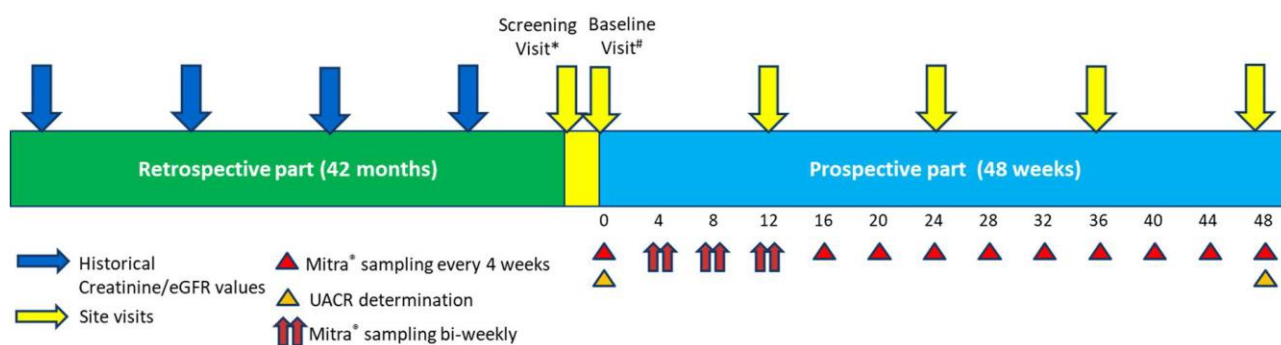 Screening
Visit*
Baseline
Visit#
Retrospective part (42 months)
Prospective part (48 weeks)
0 4 8 12 16 20 24 28 32 36 40 44 48
Historical
Creatinine/eGFR values
Site visits
Mitra® sampling every 4 weeks
UACR determination
Mitra® sampling bi-weekly